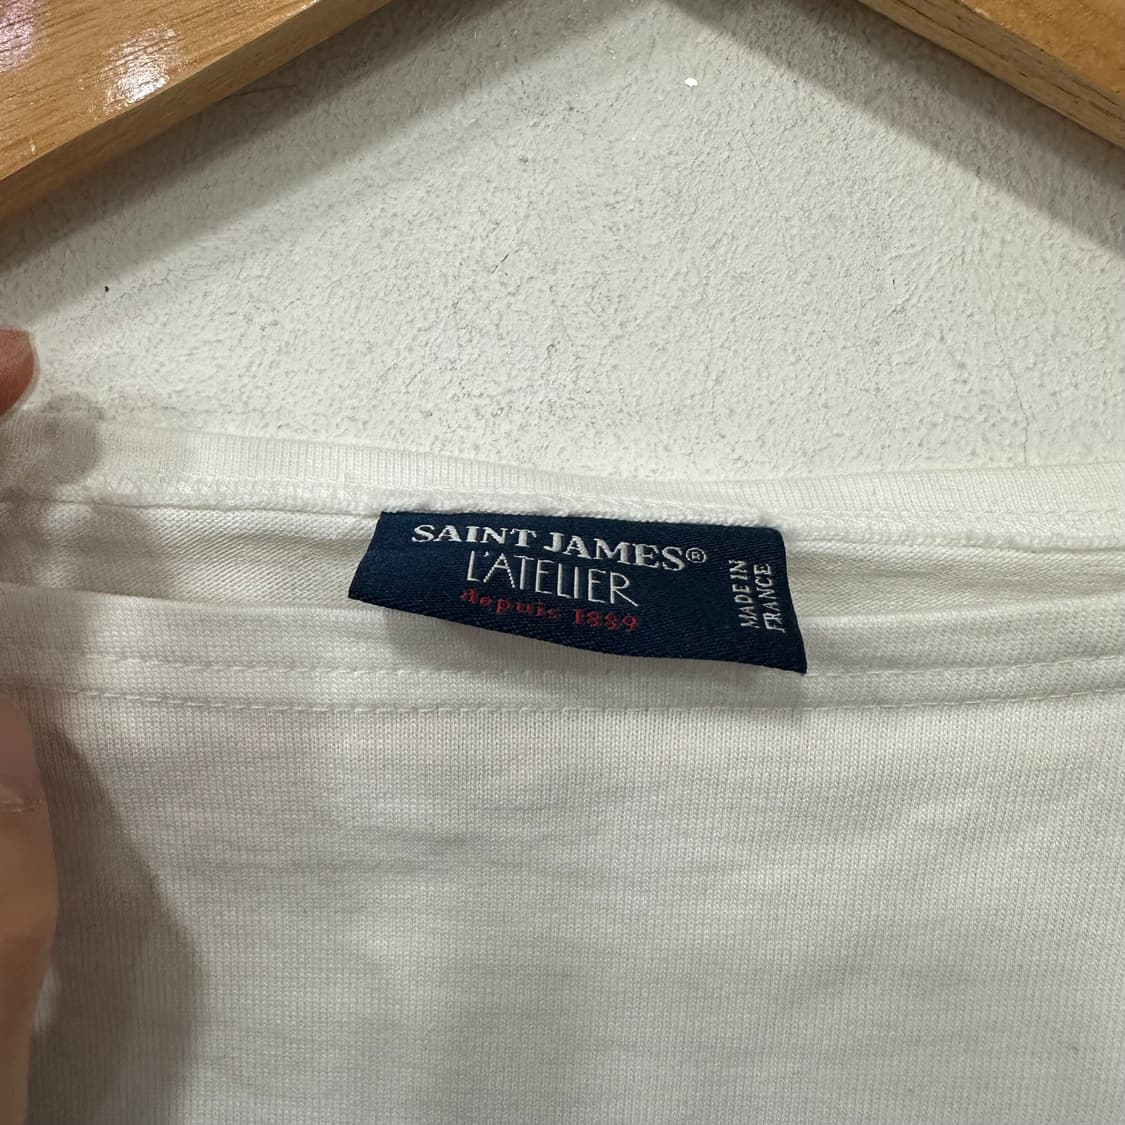 SAINT JAMES®
L'ATELIER
depuis 1889
MADE IN
FRANCE